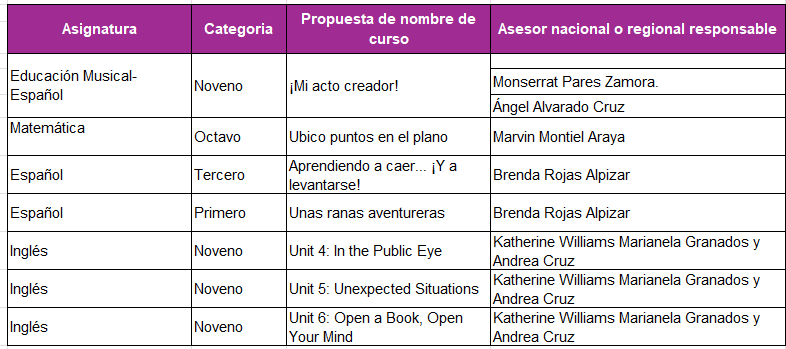 Asignatura
Categoria
Propuesta de nombre de
curso
Asesor nacional o regional responsable
Educación Musical-
Español
Noveno
¡Mi acto creador!
Monserrat Pares Zamora.
Ángel Alvarado Cruz
Matemática
Octavo
Ubico puntos en el plano
Marvin Montiel Araya
Español
Tercero
Aprendiendo a caer... ¡Y a
levantarse!
Brenda Rojas Alpizar
Español
Primero
Unas ranas aventureras
Brenda Rojas Alpizar
Inglés
Noveno
Unit 4: In the Public Eye
Katherine Williams Marianela Granados y
Andrea Cruz
Inglés
Noveno
Unit 5: Unexpected Situations
Katherine Williams Marianela Granados y
Andrea Cruz
Inglés
Noveno
Unit 6: Open a Book, Open
Your Mind
Katherine Williams Marianela Granados y
Andrea Cruz